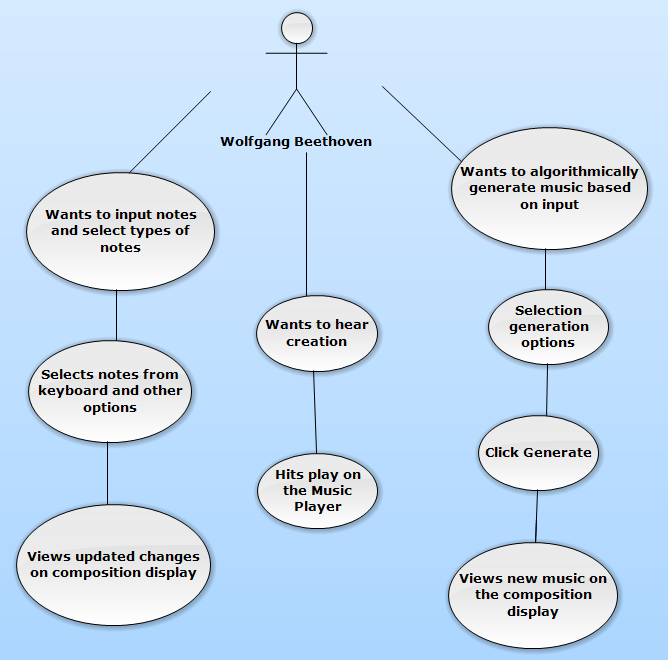 Wolfgang Beethoven
Wants to input notes
and select types of
notes
Selects notes from
keyboard and other
options
Views updated changes
on composition display
Wants to hear
creation
Hits play on
the Music
Player
Wants to algorithmically
generate music based
on input
Selection
generation
options
Click Generate
Views new music on
the composition
display